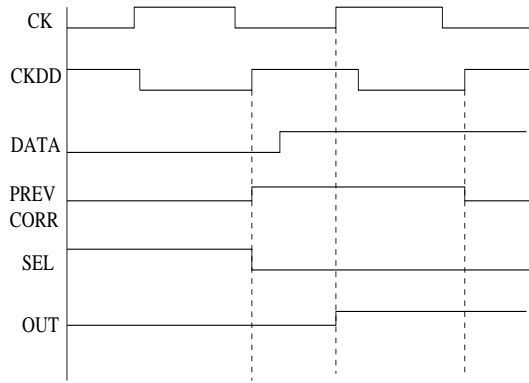 CK
CKDD
DATA
PREV
CORR
SEL
OUT